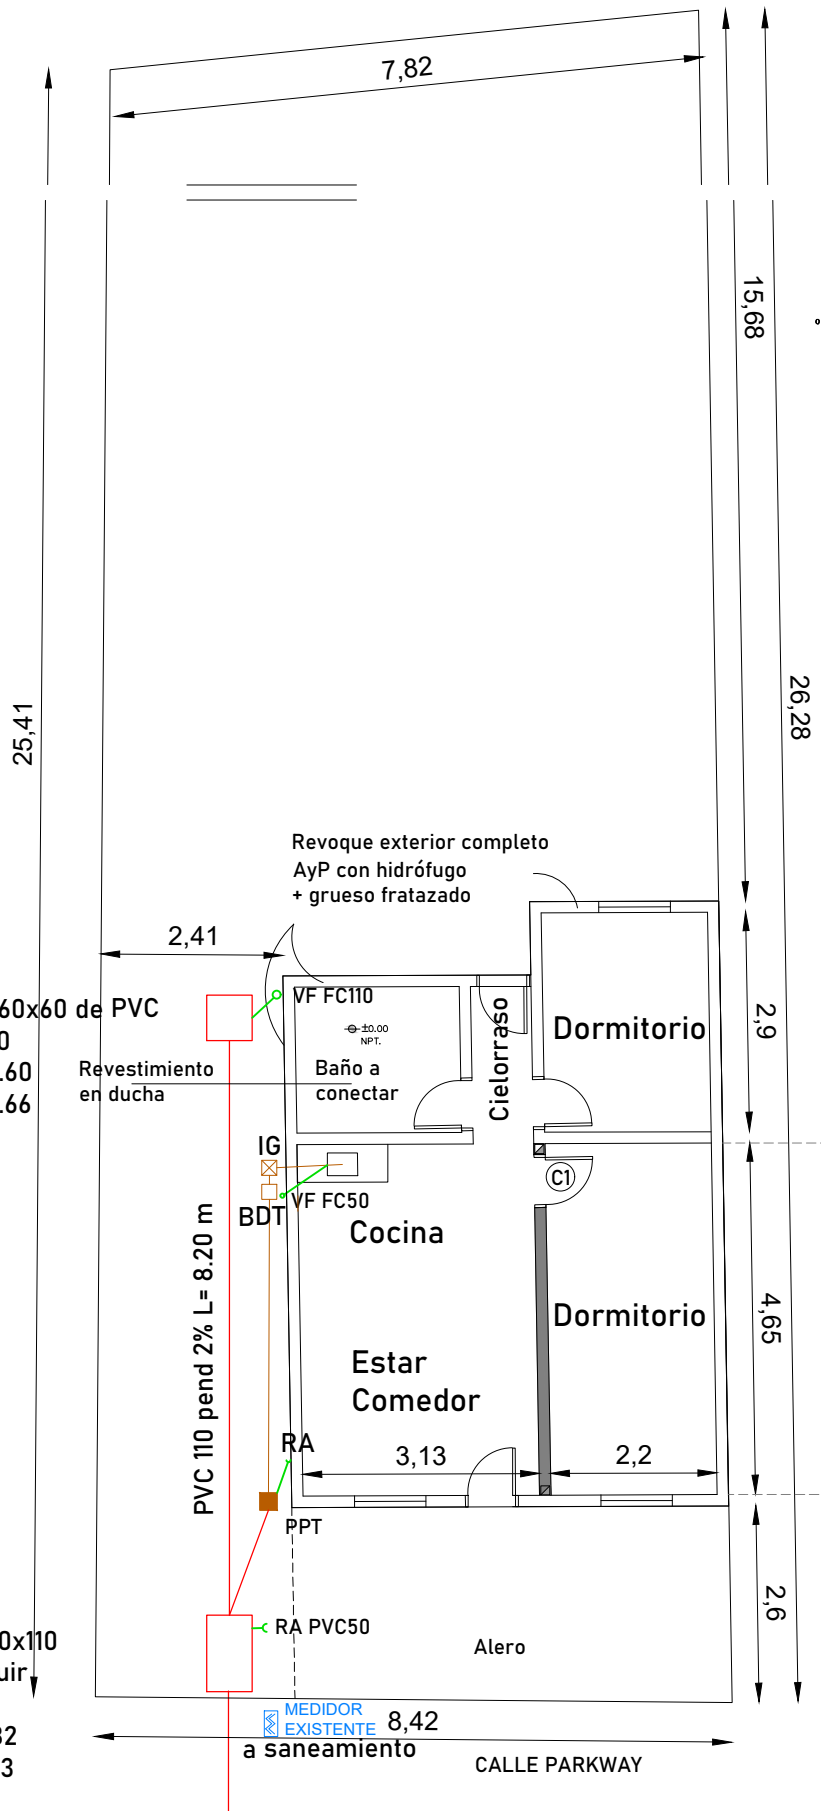 7,82
15,68
25,41
26,28
Revoque exterior completo
AyP con hidrófugo
+ grueso fratazado
2,41
60x60 de PVC
0
.60
.66
VF FC110
±0.00
NPT.
Cielorraso
Dormitorio
2,9
Revestimiento
en ducha
Baño a
conectar
IG
BDT
VF FC50
C1
Cocina
PVC 110 pend 2% L= 8.20 m
Dormitorio
4,65
Estar
Comedor
RA
3,13
2,2
PPT
2,6
RA PVC50
0x110
uir
Alero
32
3
MEDIDOR
EXISTENTE
8,42
a saneamiento
CALLE PARKWAY